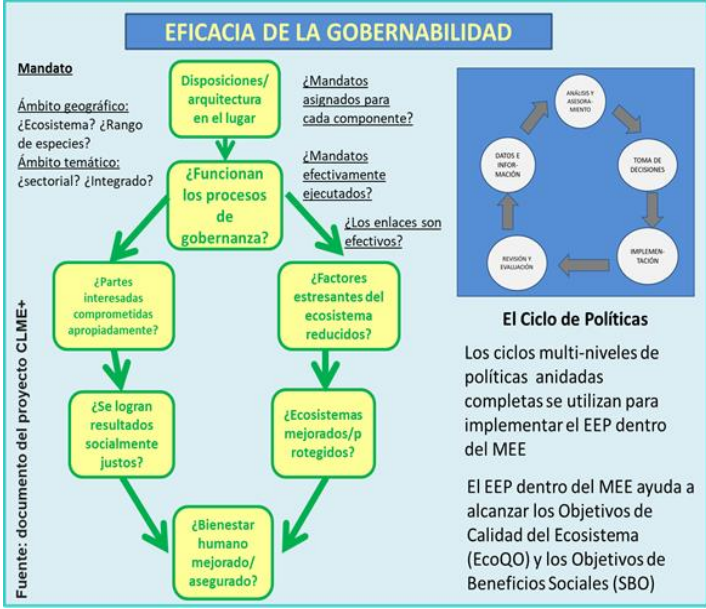 EFICACIA DE LA GOBERNABILIDAD
Mandato
Ámbito geográfico:
¿Ecosistema? ¿Rango
de especies?
Ámbito temático:
¿sectorial? ¿Integrado?
Disposiciones/
arquitectura
en el lugar
¿Mandatos
asignados para
cada componente?
¿Funcionan
los procesos
de
gobernanza?
¿Mandatos
efectivamente
ejecutados?
¿Los enlaces son
efectivos?
¿Partes
interesadas
comprometidas
apropiadamente?
¿Factores
estresantes del
ecosistema
reducidos?
¿Se logran
resultados
socialmente
justos?
¿Ecosistemas
mejorados/p
rotegidos?
¿Bienestar
humano
mejorado/
asegurado?
Fuente: documento del proyecto CLME+
ANÁLISIS Y
ASESORA-
MIENTO
TOMA DE
DECISIONES
IMPLEMEN-
TACIÓN
REVISIÓN Y
EVALUACIÓN
DATOS E
INFOR-
MACIÓN
El Ciclo de Políticas
Los ciclos multi-niveles de
políticas anidadas
completas se utilizan para
implementar el EEP dentro
del MEE
El EEP dentro del MEE ayuda a
alcanzar los Objetivos de
Calidad del Ecosistema
(EcoQO) y los Objetivos de
Beneficios Sociales (SBO)